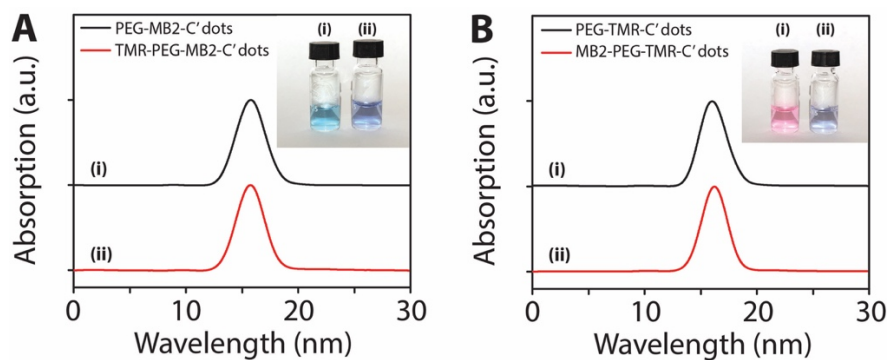 A
PEG-MB2-C' dots
TMR-PEG-MB2-C' dots
(i) (ii)
(i)
(ii)
Absorption (a.u.)
0 10 20 30
Wavelength (nm)
B
PEG-TMR-C' dots
MB2-PEG-TMR-C' dots
(i) (ii)
(i)
(ii)
Absorption (a.u.)
0 10 20 30
Wavelength (nm)